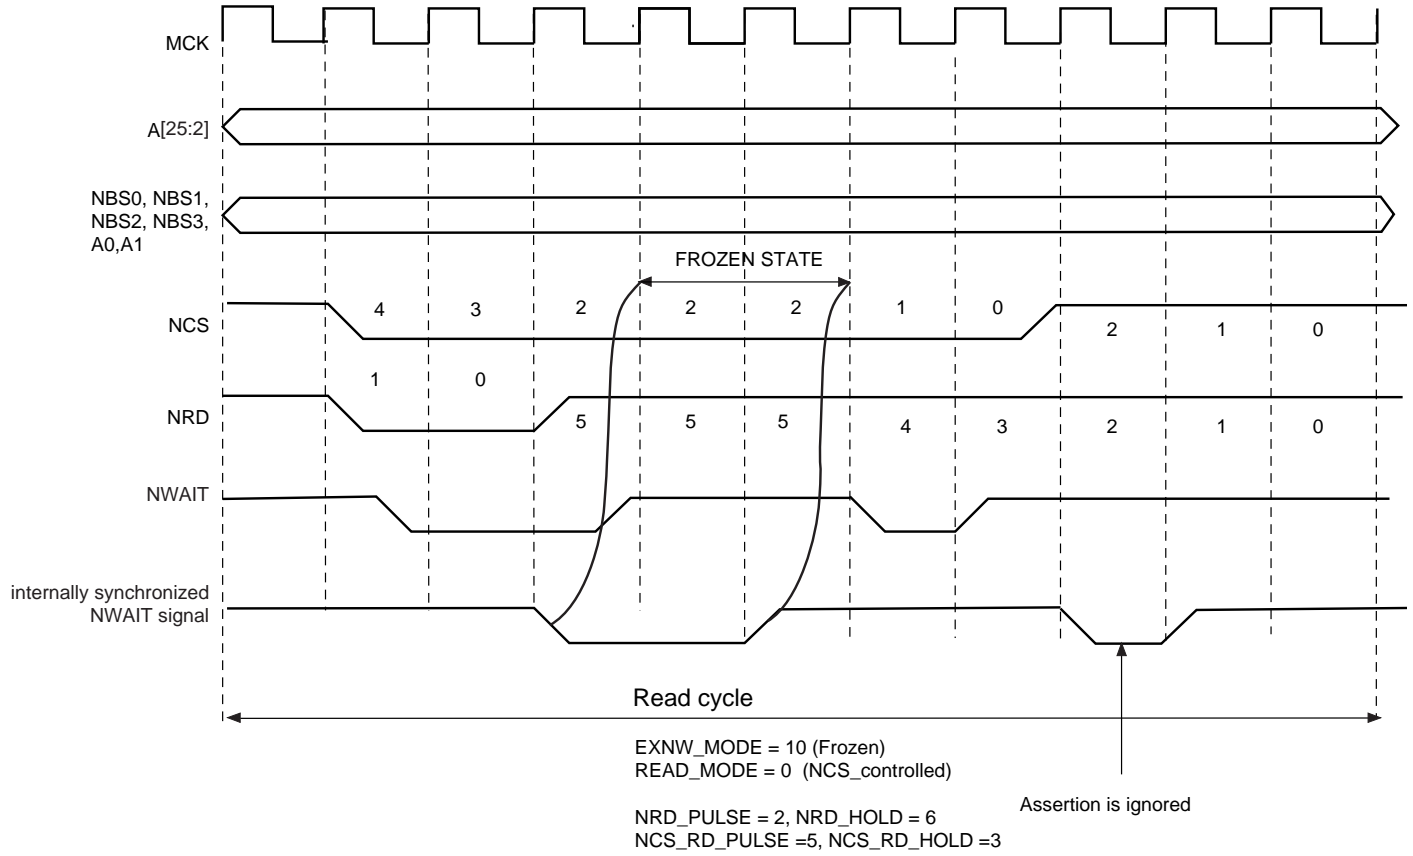 MCK
A[25:2]
NBS0, NBS1,
NBS2, NBS3,
A0,A1
FROZEN STATE
NCS
4 3 2 2 2 1 0
2 1 0
1 0
NRD
5 5 5 4 3 2 1 0
NWAIT
internally synchronized
NWAIT signal
Read cycle
EXNW_MODE = 10 (Frozen)
READ_MODE = 0 (NCS_controlled)
Assertion is ignored
NRD_PULSE = 2, NRD_HOLD = 6
NCS_RD_PULSE =5, NCS_RD_HOLD =3